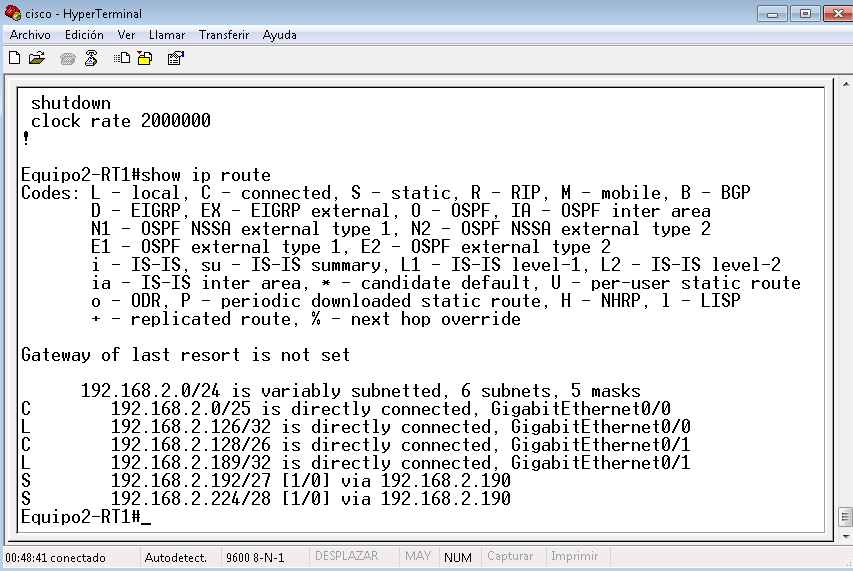 cisco - HyperTerminal
Archivo Edición Ver Llamar Transferir Ayuda
shutdown
clock rate 2000000
!
Equipo2-RT1#show ip route
Codes: L - local, C - connected, S - static, R - RIP, M - mobile, B - BGP
D - EIGRP, EX - EIGRP external, O - OSPF, IA - OSPF inter area
N1 - OSPF NSSA external type 1, N2 - OSPF NSSA external type 2
E1 - OSPF external type 1, E2 - OSPF external type 2
i - IS-IS, su - IS-IS summary, L1 - IS-IS level-1, L2 - IS-IS level-2
ia - IS-IS inter area, * - candidate default, U - per-user static route
o - ODR, P - periodic downloaded static route, H - NHRP, l - LISP
+ - replicated route, % - next hop override
Gateway of last resort is not set
192.168.2.0/24 is variably subnetted, 6 subnets, 5 masks
C 192.168.2.0/25 is directly connected, GigabitEthernet0/0
L 192.168.2.126/32 is directly connected, GigabitEthernet0/0
C 192.168.2.128/26 is directly connected, GigabitEthernet0/1
L 192.168.2.189/32 is directly connected, GigabitEthernet0/1
S 192.168.2.192/27 [1/0] via 192.168.2.190
S 192.168.2.224/28 [1/0] via 192.168.2.190
Equipo2-RT1#_
00:48:41 conectado Autodetect. 9600 8-N-1 DESPLAZAR MAY NUM Capturar Imprimir